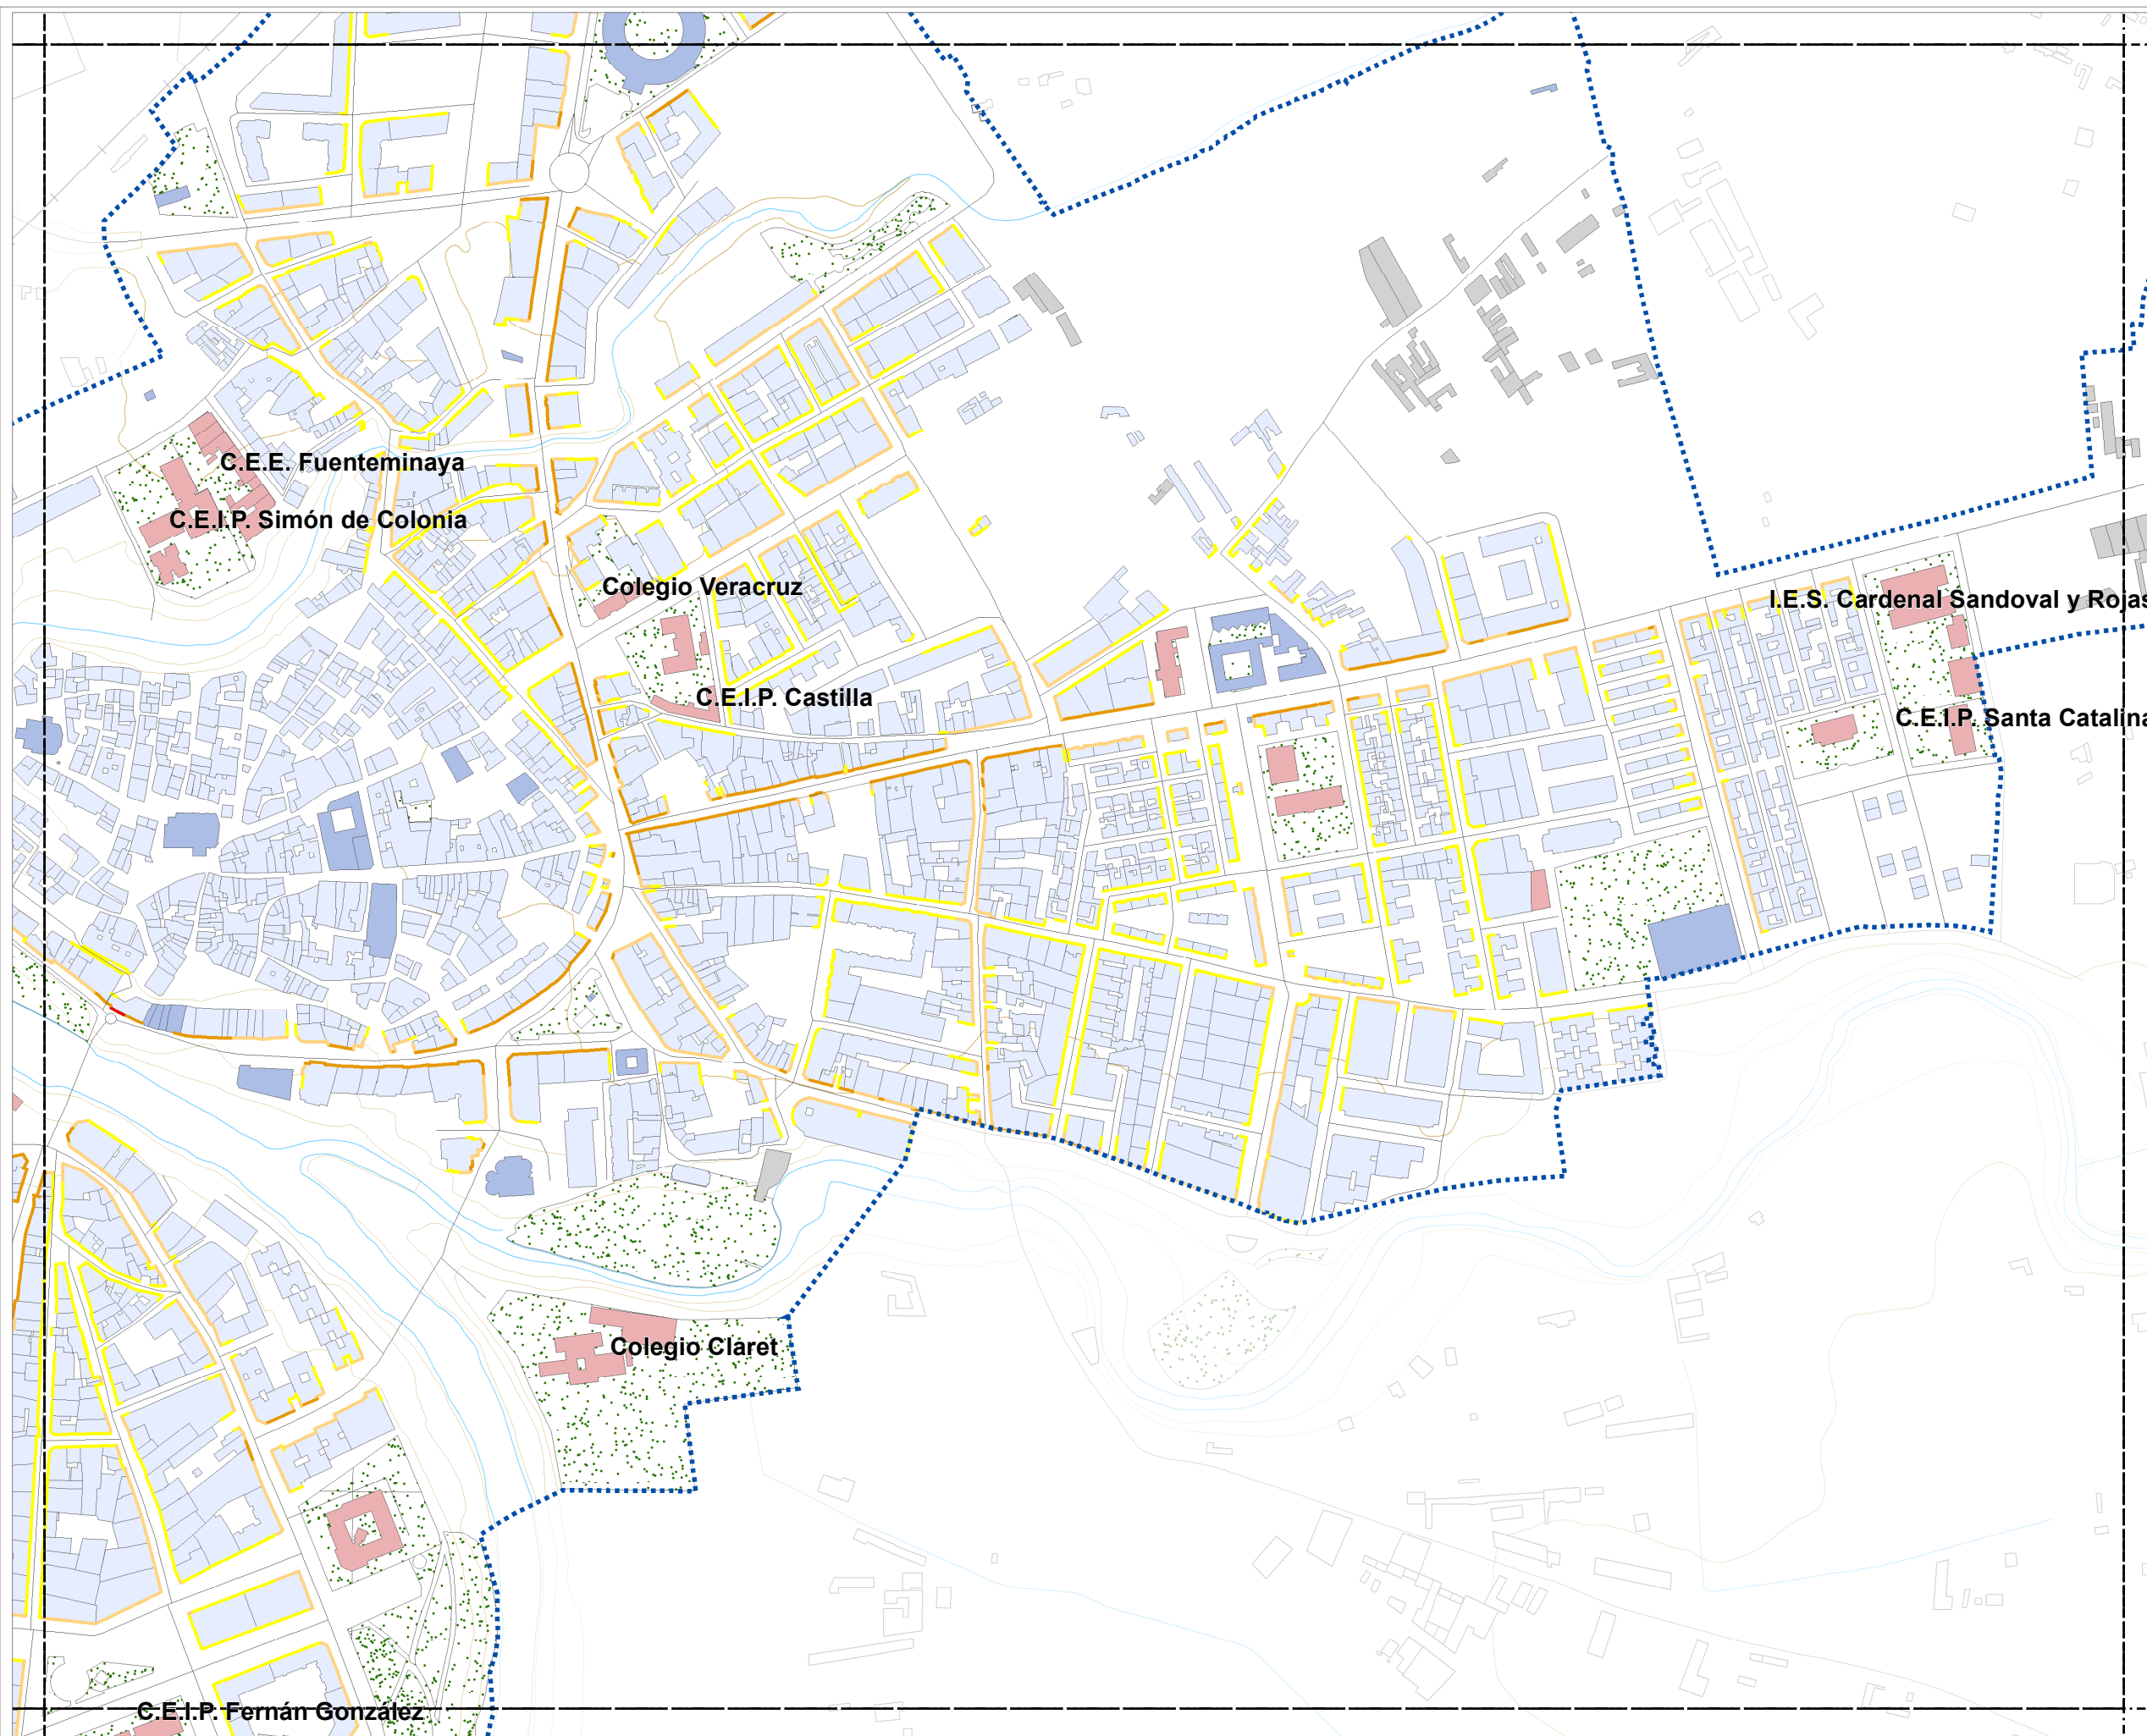 C.E.E. Fuenteminaya
C.E.I.P. Simón de Colonia
Colegio Veracruz
I.E.S. Cardenal Sandoval y Rojas
C.E.I.P. Castilla
C.E.I.P. Santa Catalina
Colegio Claret
C.E.I.P. Fernán González